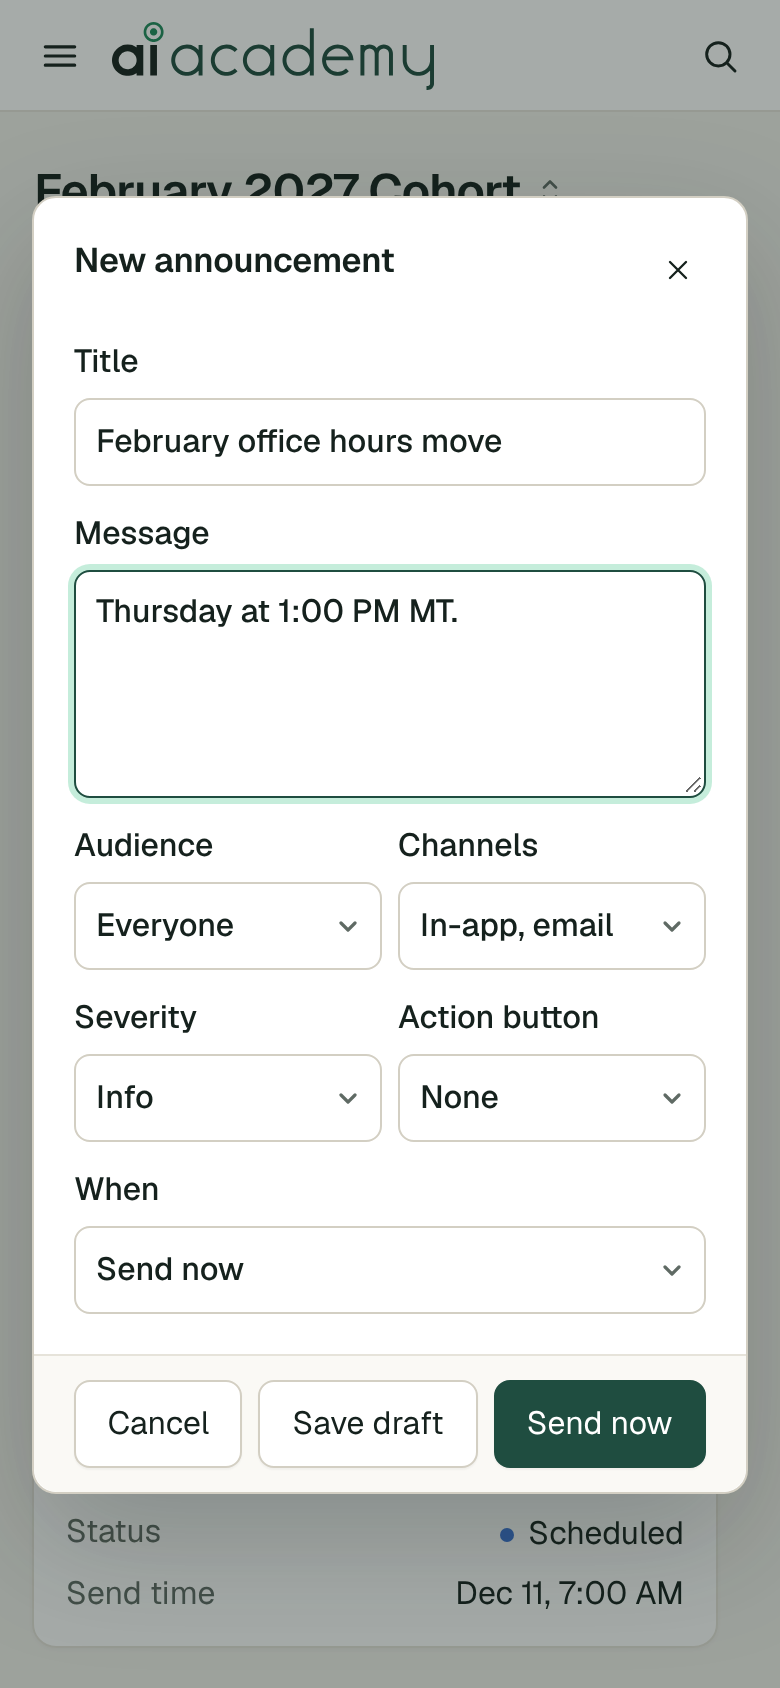 ai academy
February 2027 Cohort
New announcement
Title
February office hours move
Message
Thursday at 1:00 PM MT.
Audience
Channels
Everyone
In-app, email
Severity
Action button
Info
None
When
Send now
Cancel
Save draft
Send now
Status
Scheduled
Send time
Dec 11, 7:00 AM